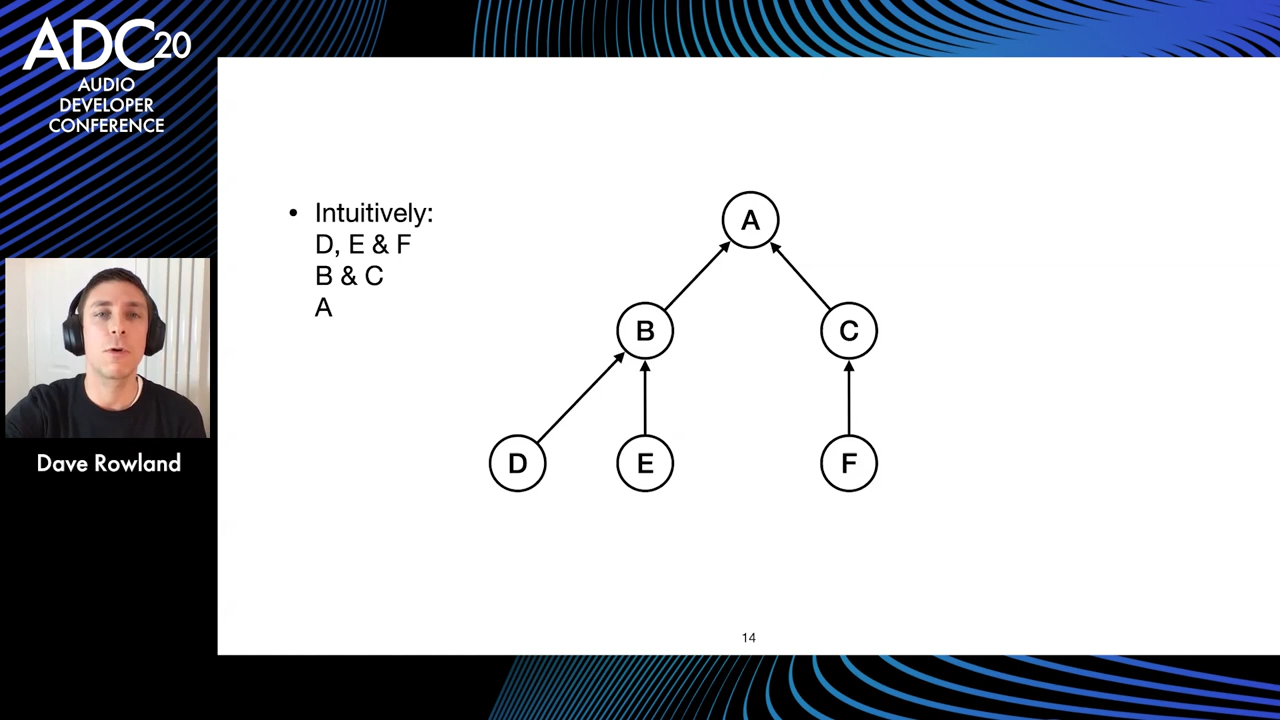 ADC20
AUDIO
DEVELOPER
CONFERENCE
• Intuitively:
D, E & F
B & C
A
A
B
C
D
E
F
Dave Rowland
14